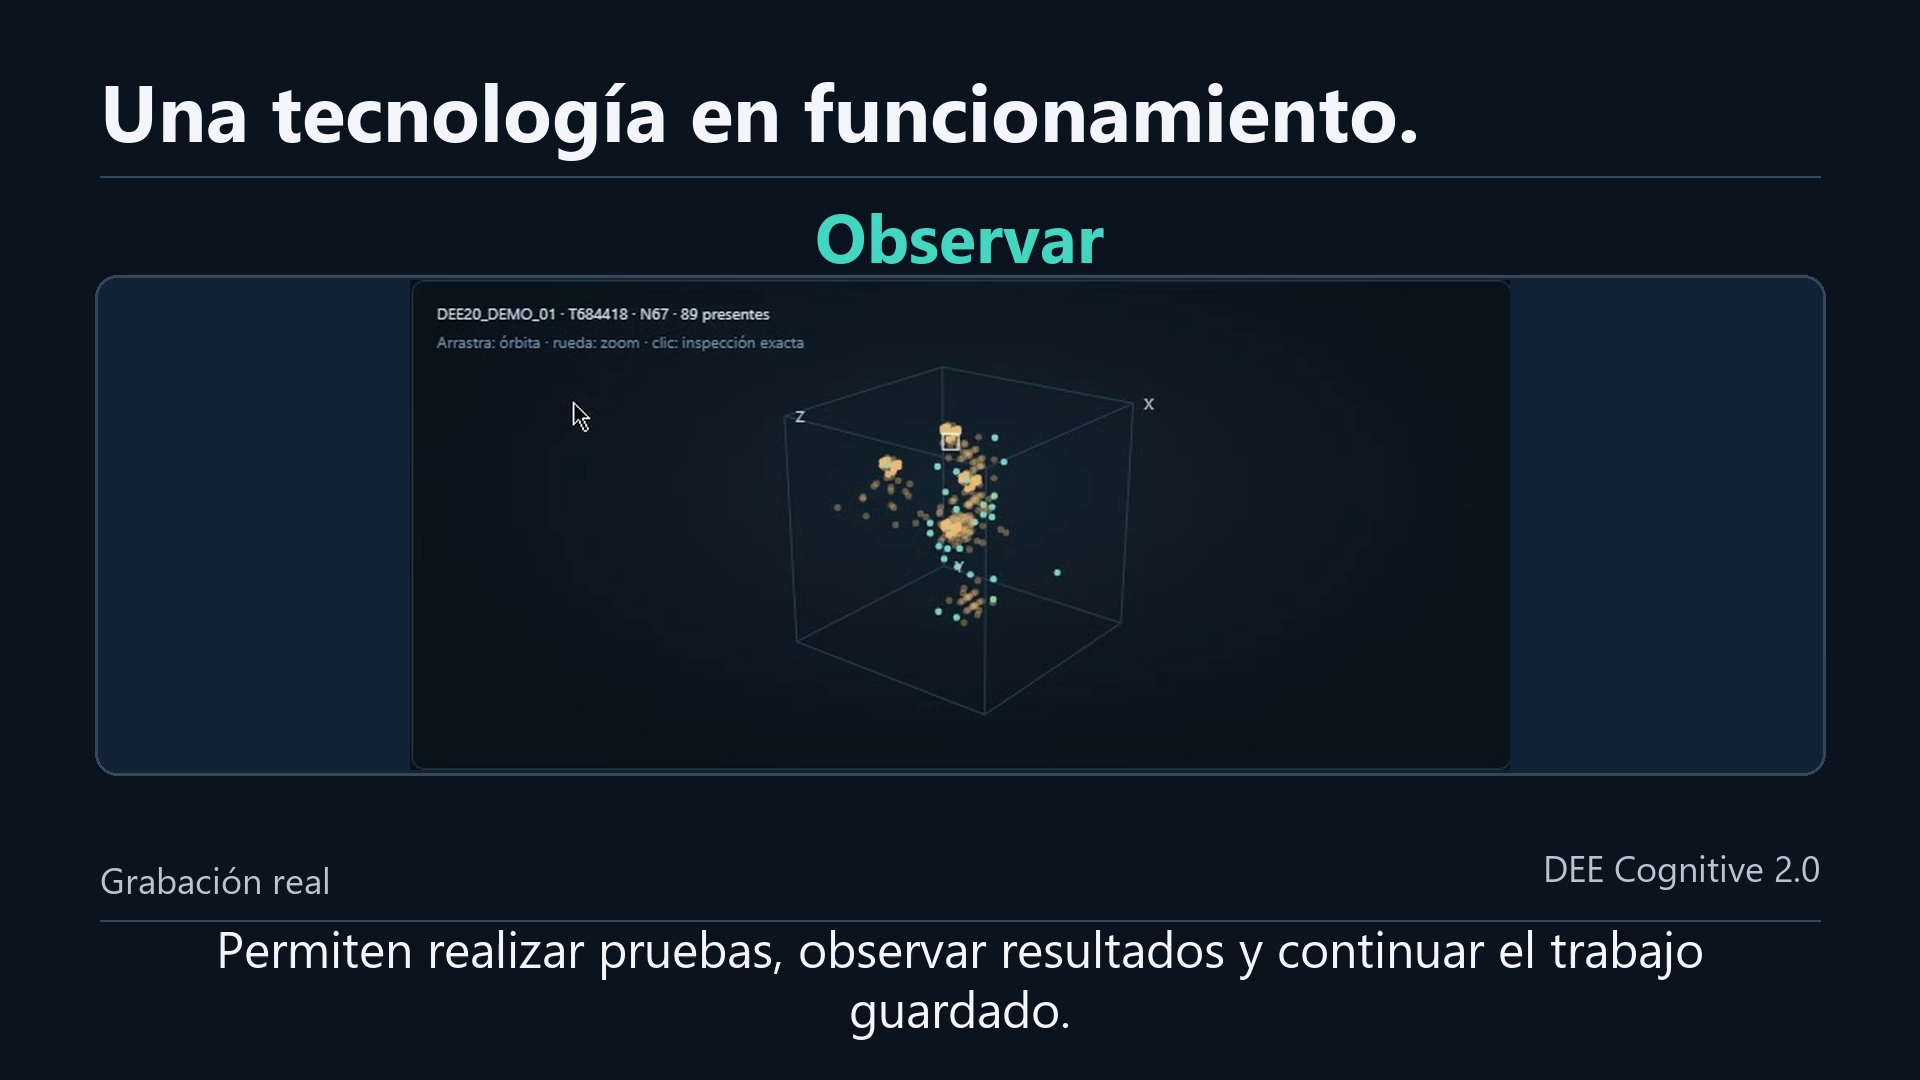 Una tecnología en funcionamiento.
Observar
DEE20_DEMO_01 · T684418 · N67 · 89 presentes
Arrastra: órbita · rueda: zoom · clic: inspección exacta
Z
X
Y
Grabación real
DEE Cognitive 2.0
Permiten realizar pruebas, observar resultados y continuar el trabajo
guardado.